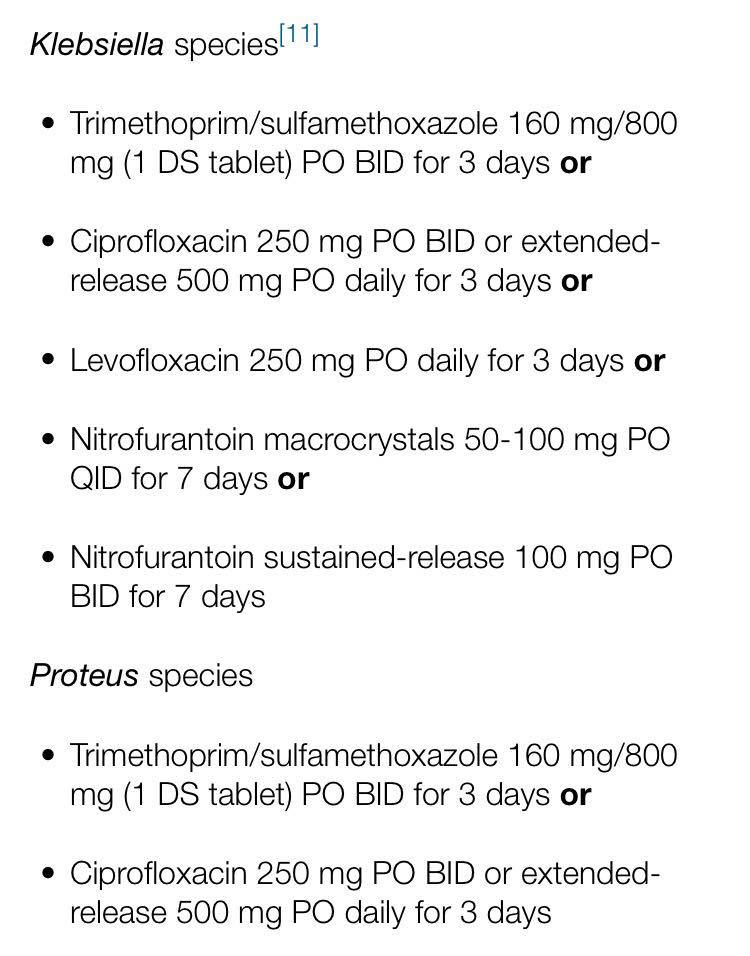 Klebsiella species[11]
• Trimethoprim/sulfamethoxazole 160 mg/800
mg (1 DS tablet) PO BID for 3 days or
• Ciprofloxacin 250 mg PO BID or extended-
release 500 mg PO daily for 3 days or
• Levofloxacin 250 mg PO daily for 3 days or
• Nitrofurantoin macrocrystals 50-100 mg PO
QID for 7 days or
• Nitrofurantoin sustained-release 100 mg PO
BID for 7 days
Proteus species
• Trimethoprim/sulfamethoxazole 160 mg/800
mg (1 DS tablet) PO BID for 3 days or
• Ciprofloxacin 250 mg PO BID or extended-
release 500 mg PO daily for 3 days